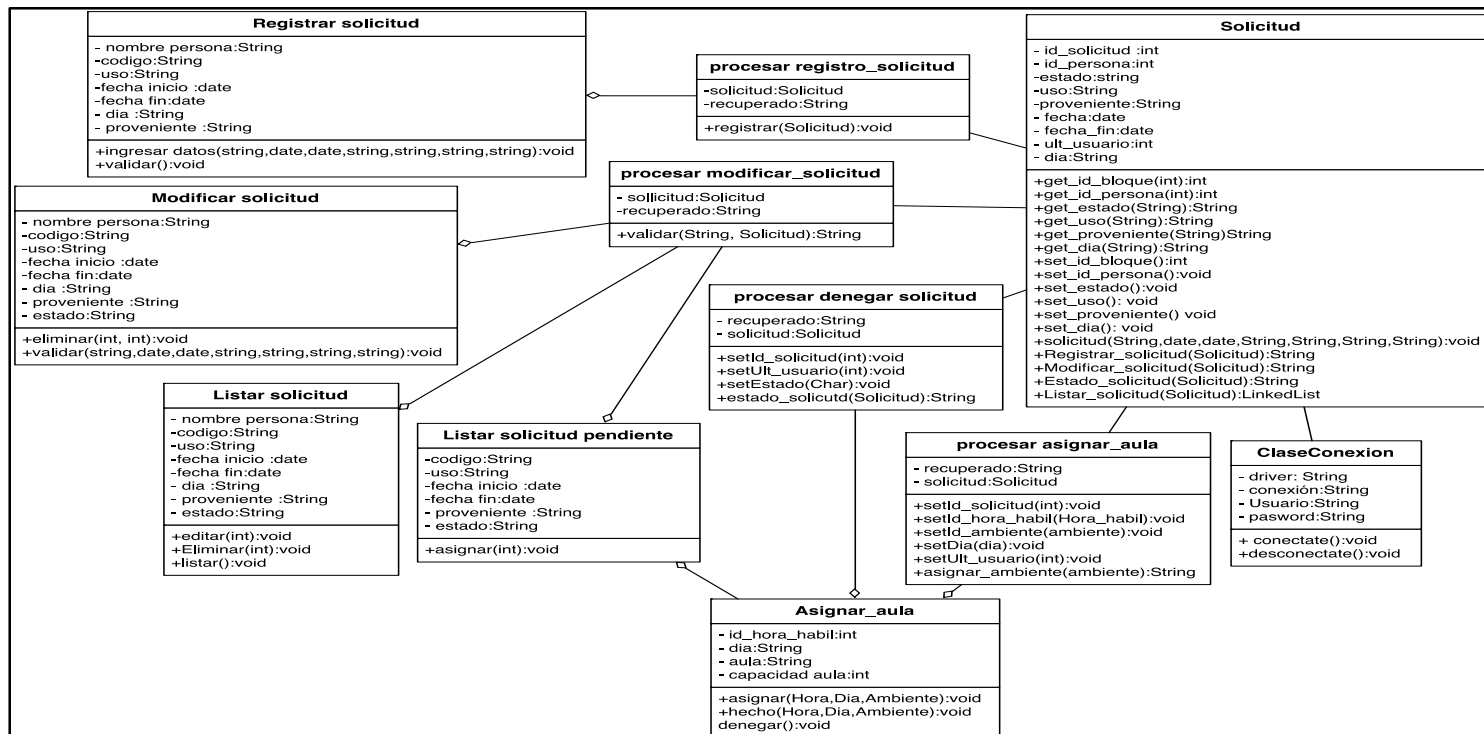 Registrar solicitud
- nombre persona:String
-codigo:String
-uso:String
-fecha inicio :date
-fecha fin:date
- dia :String
- proveniente :String
+ingresar datos(string,date,date,string,string,string,string):void
+validar():void
procesar registro_solicitud
-solicitud:Solicitud
-recuperado:String
+registrar(Solicitud):void
Solicitud
- id_solicitud :int
- id_persona:int
-estado:string
-uso:String
-proveniente:String
- fecha:date
- fecha_fin:date
- ult_usuario:int
- dia:String
+get_id_bloque(int):int
+get_id_persona(int):int
+get_estado(String):String
+get_uso(String):String
+get_proveniente(String)String
+get_dia(String):String
+set_id_bloque():int
+set_id_persona():void
+set_estado():void
+set_uso(): void
+set_proveniente() void
+set_dia(): void
+solicitud(String,date,date,String,String,String,String):void
+Registrar_solicitud(Solicitud):String
+Modificar_solicitud(Solicitud):String
+Estado_solicitud(Solicitud):String
+Listar_solicitud(Solicitud):LinkedList
procesar modificar_solicitud
- sollicitud:Solicitud
-recuperado:String
+validar(String, Solicitud):String
Modificar solicitud
- nombre persona:String
-codigo:String
-uso:String
-fecha inicio :date
-fecha fin:date
- dia :String
- proveniente :String
- estado:String
+eliminar(int, int):void
+validar(string,date,date,string,string,string,string):void
procesar denegar solicitud
- recuperado:String
- solicitud:Solicitud
+setId_solicitud(int):void
+setUlt_usuario(int):void
+setEstado(Char):void
+estado_solicutd(Solicitud):String
Listar solicitud
- nombre persona:String
-codigo:String
-uso:String
-fecha inicio :date
-fecha fin:date
- dia :String
- proveniente :String
- estado:String
+editar(int):void
+Eliminar(int):void
+listar():void
Listar solicitud pendiente
-codigo:String
-uso:String
-fecha inicio :date
-fecha fin:date
- proveniente :String
- estado:String
+asignar(int):void
procesar asignar_aula
- recuperado:String
- solicitud:Solicitud
+setId_solicitud(int):void
+setId_hora_habil(Hora_habil):void
+setId_ambiente(ambiente):void
+setDia(dia):void
+setUlt_usuario(int):void
+asignar_ambiente(ambiente):String
ClaseConexion
- driver: String
- conexión:String
- Usuario:String
- pasword:String
+ conectate():void
+desconectate():void
Asignar_aula
- id_hora_habil:int
- dia:String
- aula:String
- capacidad aula:int
+asignar(Hora,Dia,Ambiente):void
+hecho(Hora,Dia,Ambiente):void
denegar():void